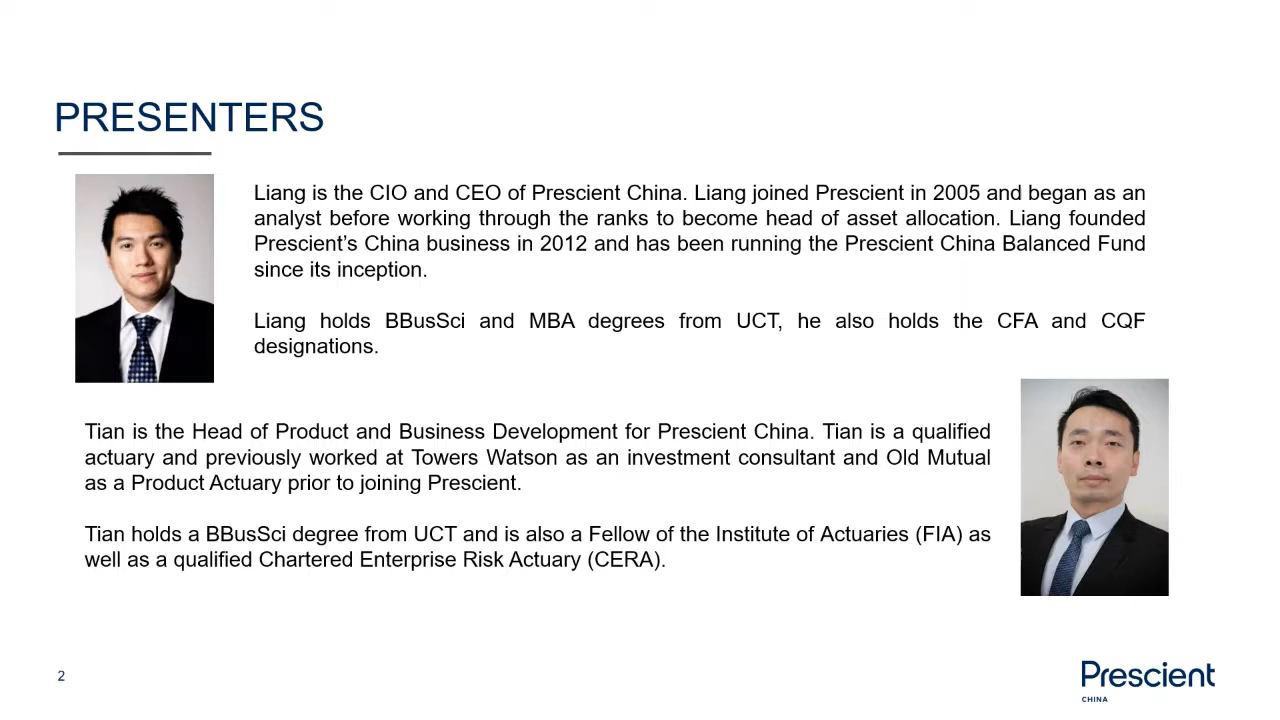 PRESENTERS
Liang is the CIO and CEO of Prescient China. Liang joined Prescient in 2005 and began as an
analyst before working through the ranks to become head of asset allocation. Liang founded
Prescient’s China business in 2012 and has been running the Prescient China Balanced Fund
since its inception.
Liang holds BBusSci and MBA degrees from UCT, he also holds the CFA and CQF
designations.
Tian is the Head of Product and Business Development for Prescient China. Tian is a qualified
actuary and previously worked at Towers Watson as an investment consultant and Old Mutual
as a Product Actuary prior to joining Prescient.
Tian holds a BBusSci degree from UCT and is also a Fellow of the Institute of Actuaries (FIA) as
well as a qualified Chartered Enterprise Risk Actuary (CERA).
2
Prescient
CHINA